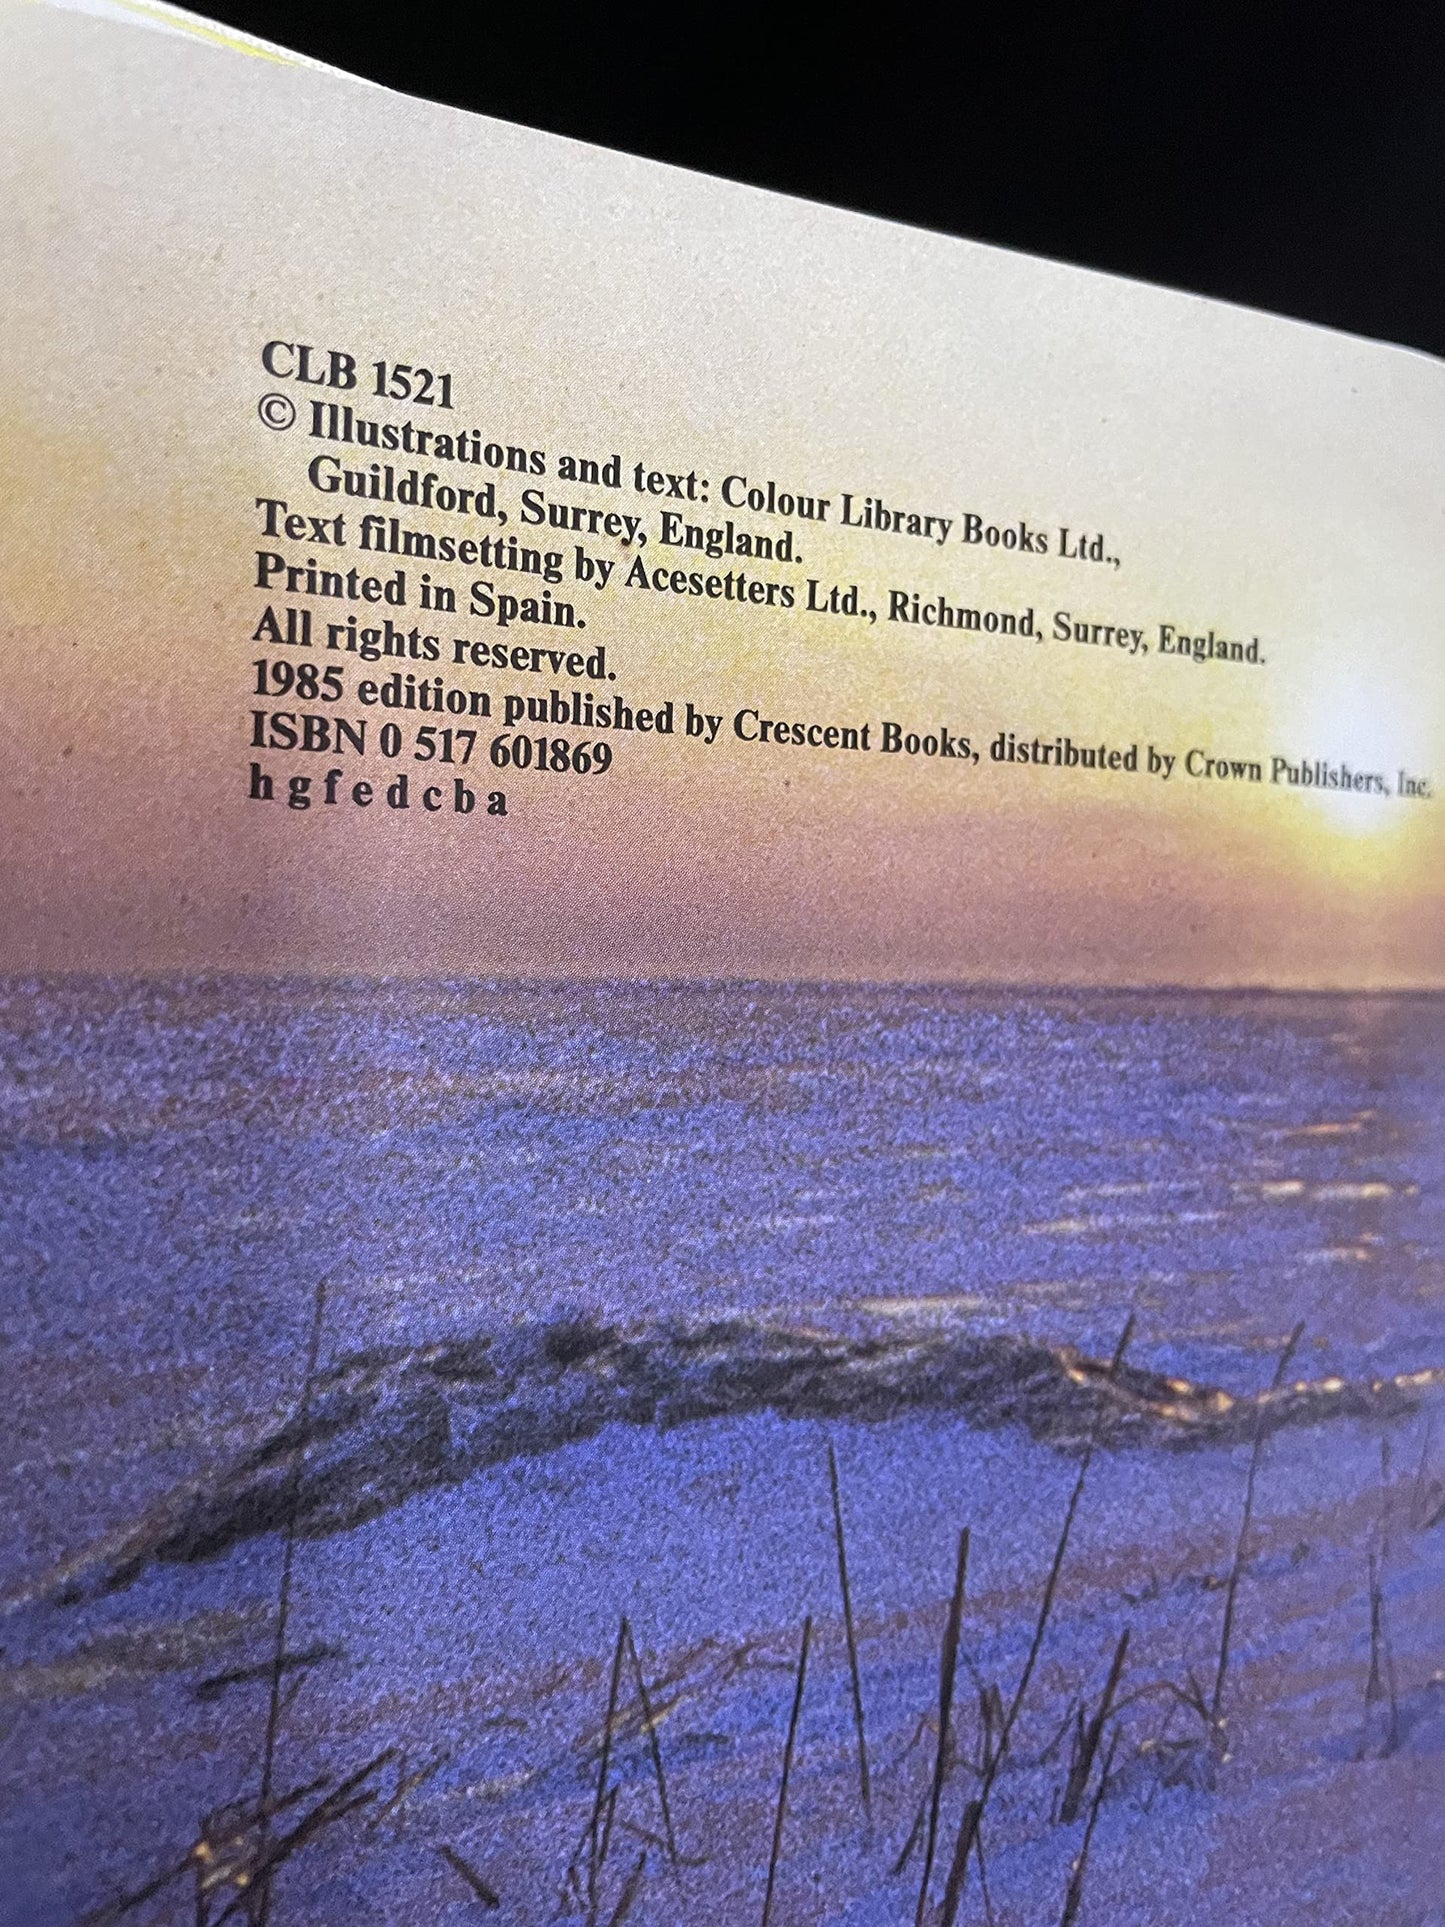 CLB 1521
© Illustrations and text: Colour Library Books Ltd.,
Guildford, Surrey, England.
Text filmsetting by Acesetters Ltd., Richmond, Surrey, England.
Printed in Spain.
All rights reserved.
1985 edition published by Crescent Books, distributed by Crown Publishers, Inc.
ISBN 0 517 601869
h g f e d c b a